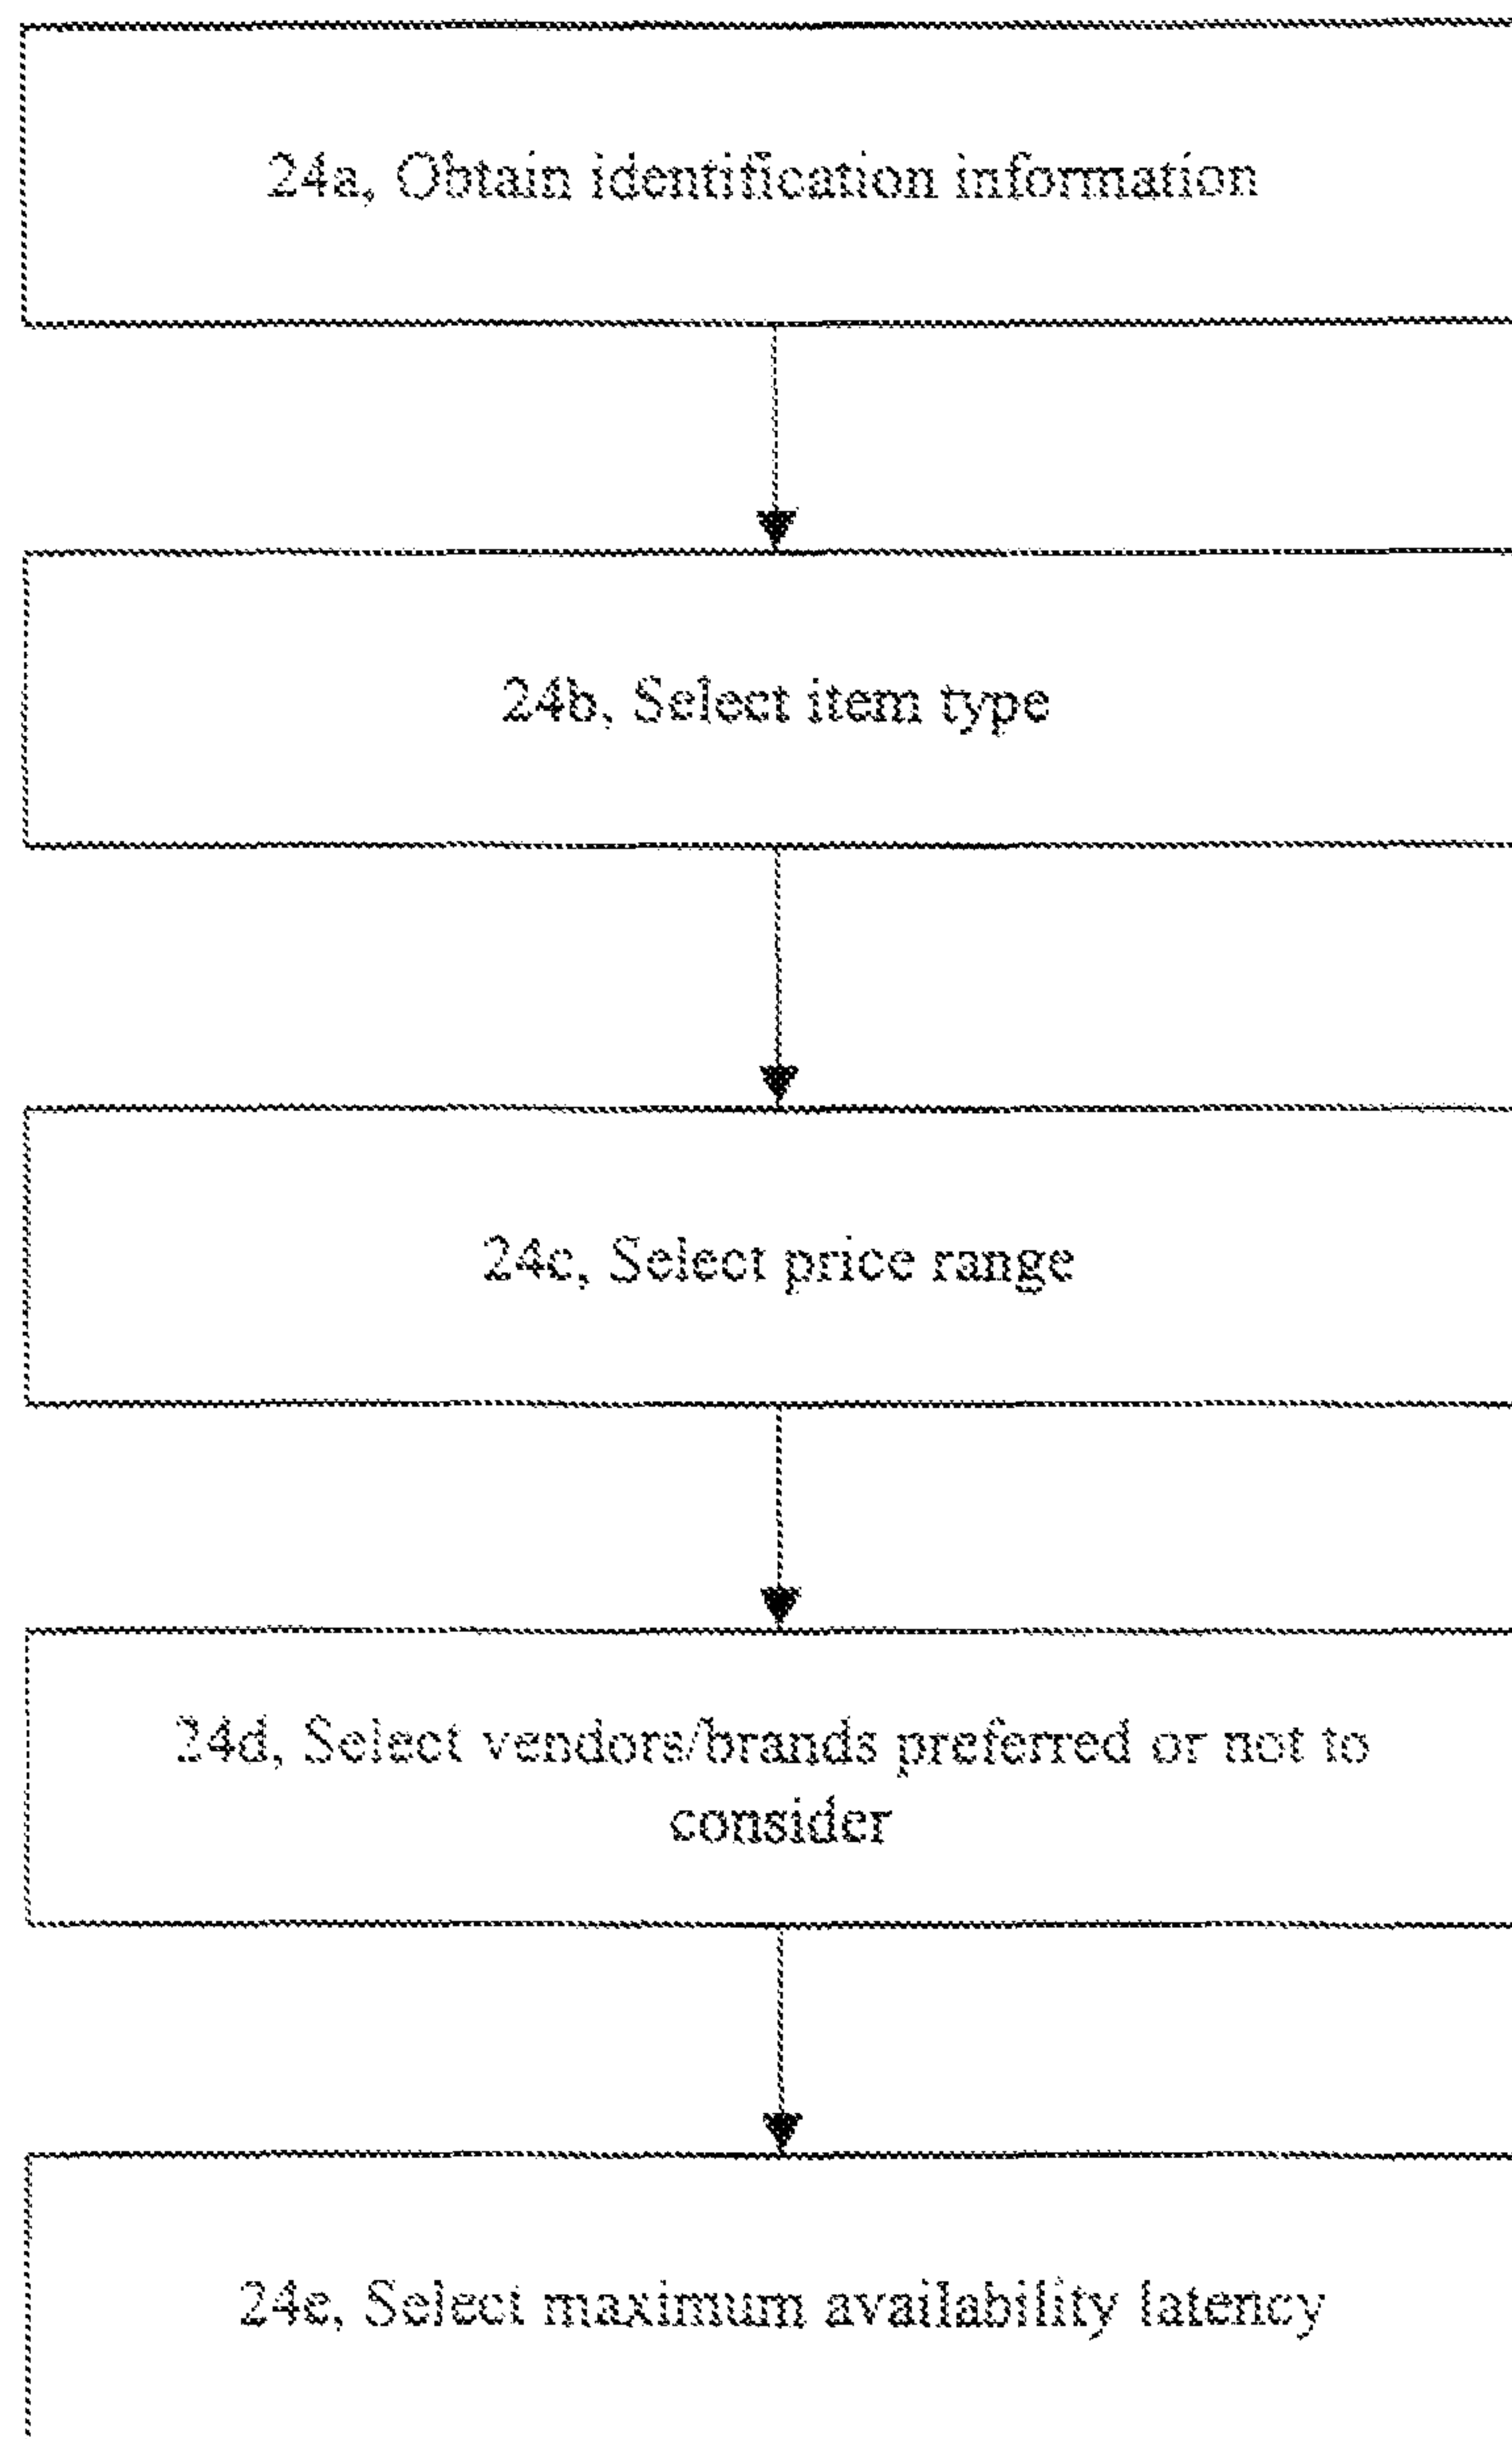 24a, Obtain identification information
24b, Select item type
24c, Select price range
24d, Select vendors/brands preferred or not to
consider
24e, Select maximum availability latency